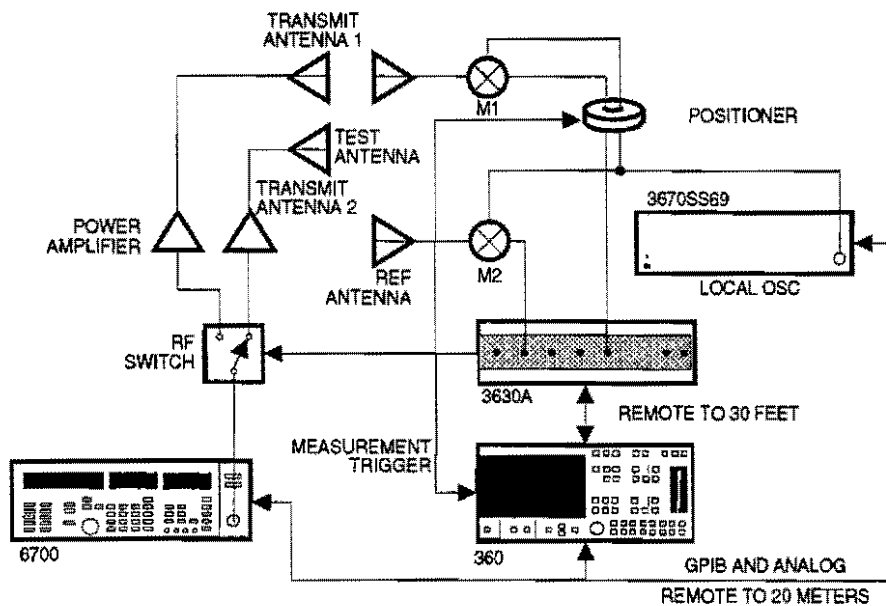 TRANSMIT
ANTENNA 1
M1
POSITIONER
TEST
ANTENNA
TRANSMIT
ANTENNA 2
3670SS69
POWER
AMPLIFIER
REF
ANTENNA
M2
LOCAL OSC
RF
SWITCH
3630A
REMOTE TO 30 FEET
MEASUREMENT
TRIGGER
6700
360
GPIB AND ANALOG
REMOTE TO 20 METERS